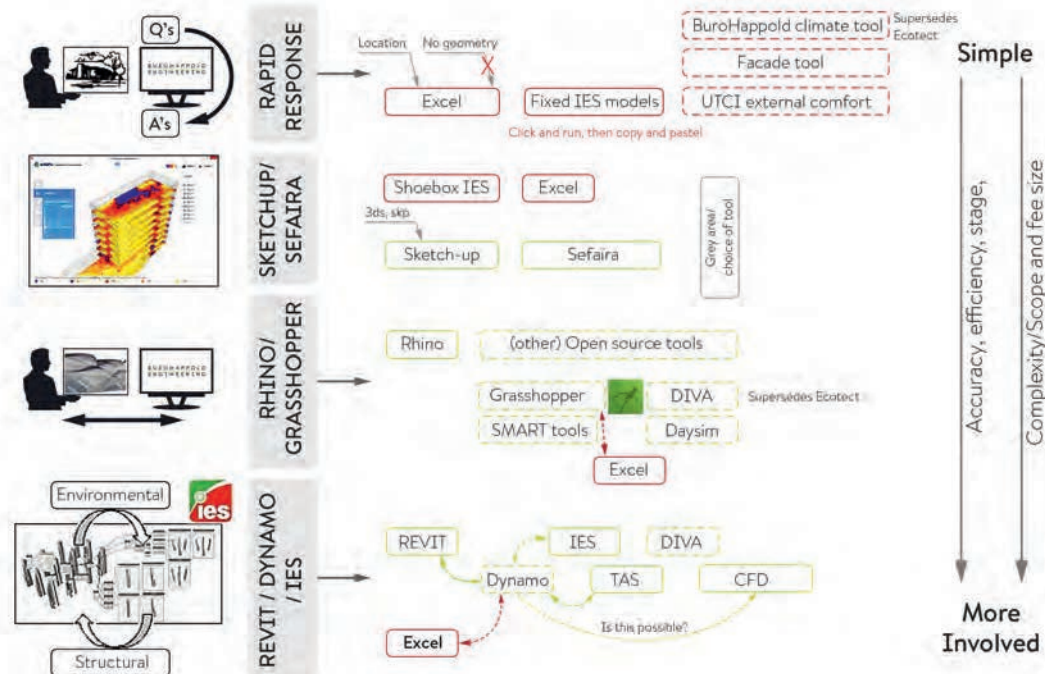 Q's
BUROHAPPOLD
ENGINEERING
A's
RAPID
RESPONSE
Location
No geometry
X
Excel
Fixed IES models
Click and run, then copy and paste!
BuroHappold climate tool
Supersedes
Ecotect
Facade tool
UTCI external comfort
Simple
SKETCHUP/
SEFAIRA
Shoebox IES
Excel
3ds, skp
Sketch-up
Sefaira
Grey area/
choice of tool
RHINO/
GRASSHOPPER
BUROHAPPOLD
ENGINEERING
Rhino
(other) Open source tools
Grasshopper
DIVA
Supersedes Ecotect
SMART tools
Daysim
Excel
Accuracy, efficiency, stage,
Complexity/Scope and fee size
Environmental
ies
Structural
REVIT / DYNAMO
/ IES
REVIT
IES
DIVA
Dynamo
TAS
CFD
Is this possible?
Excel
More
Involved